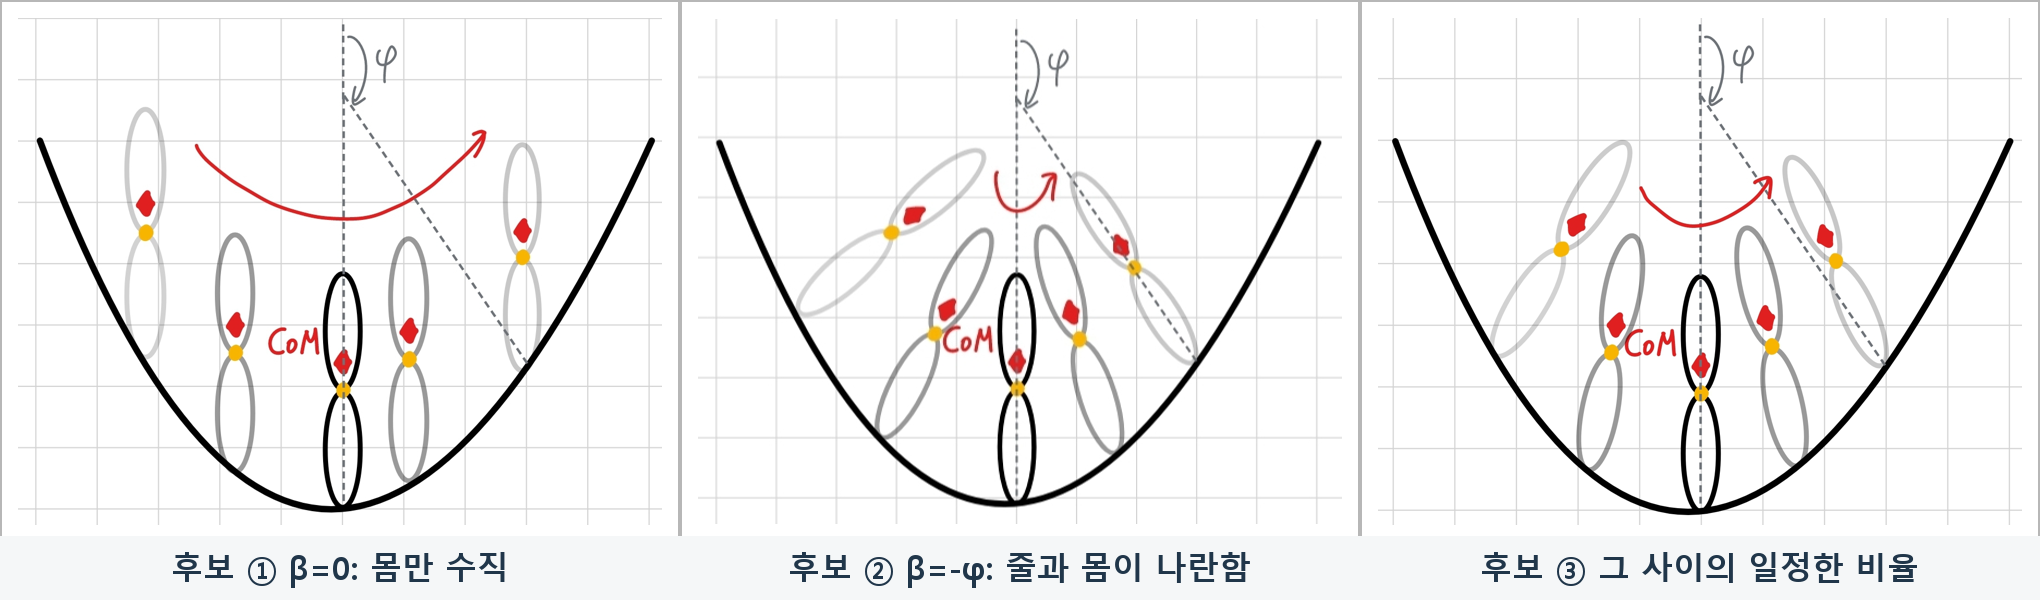 φ
CoM
후보 ① β=0: 몸만 수직
φ
CoM
후보 ② β=-φ: 줄과 몸이 나란함
φ
CoM
후보 ③ 그 사이의 일정한 비율